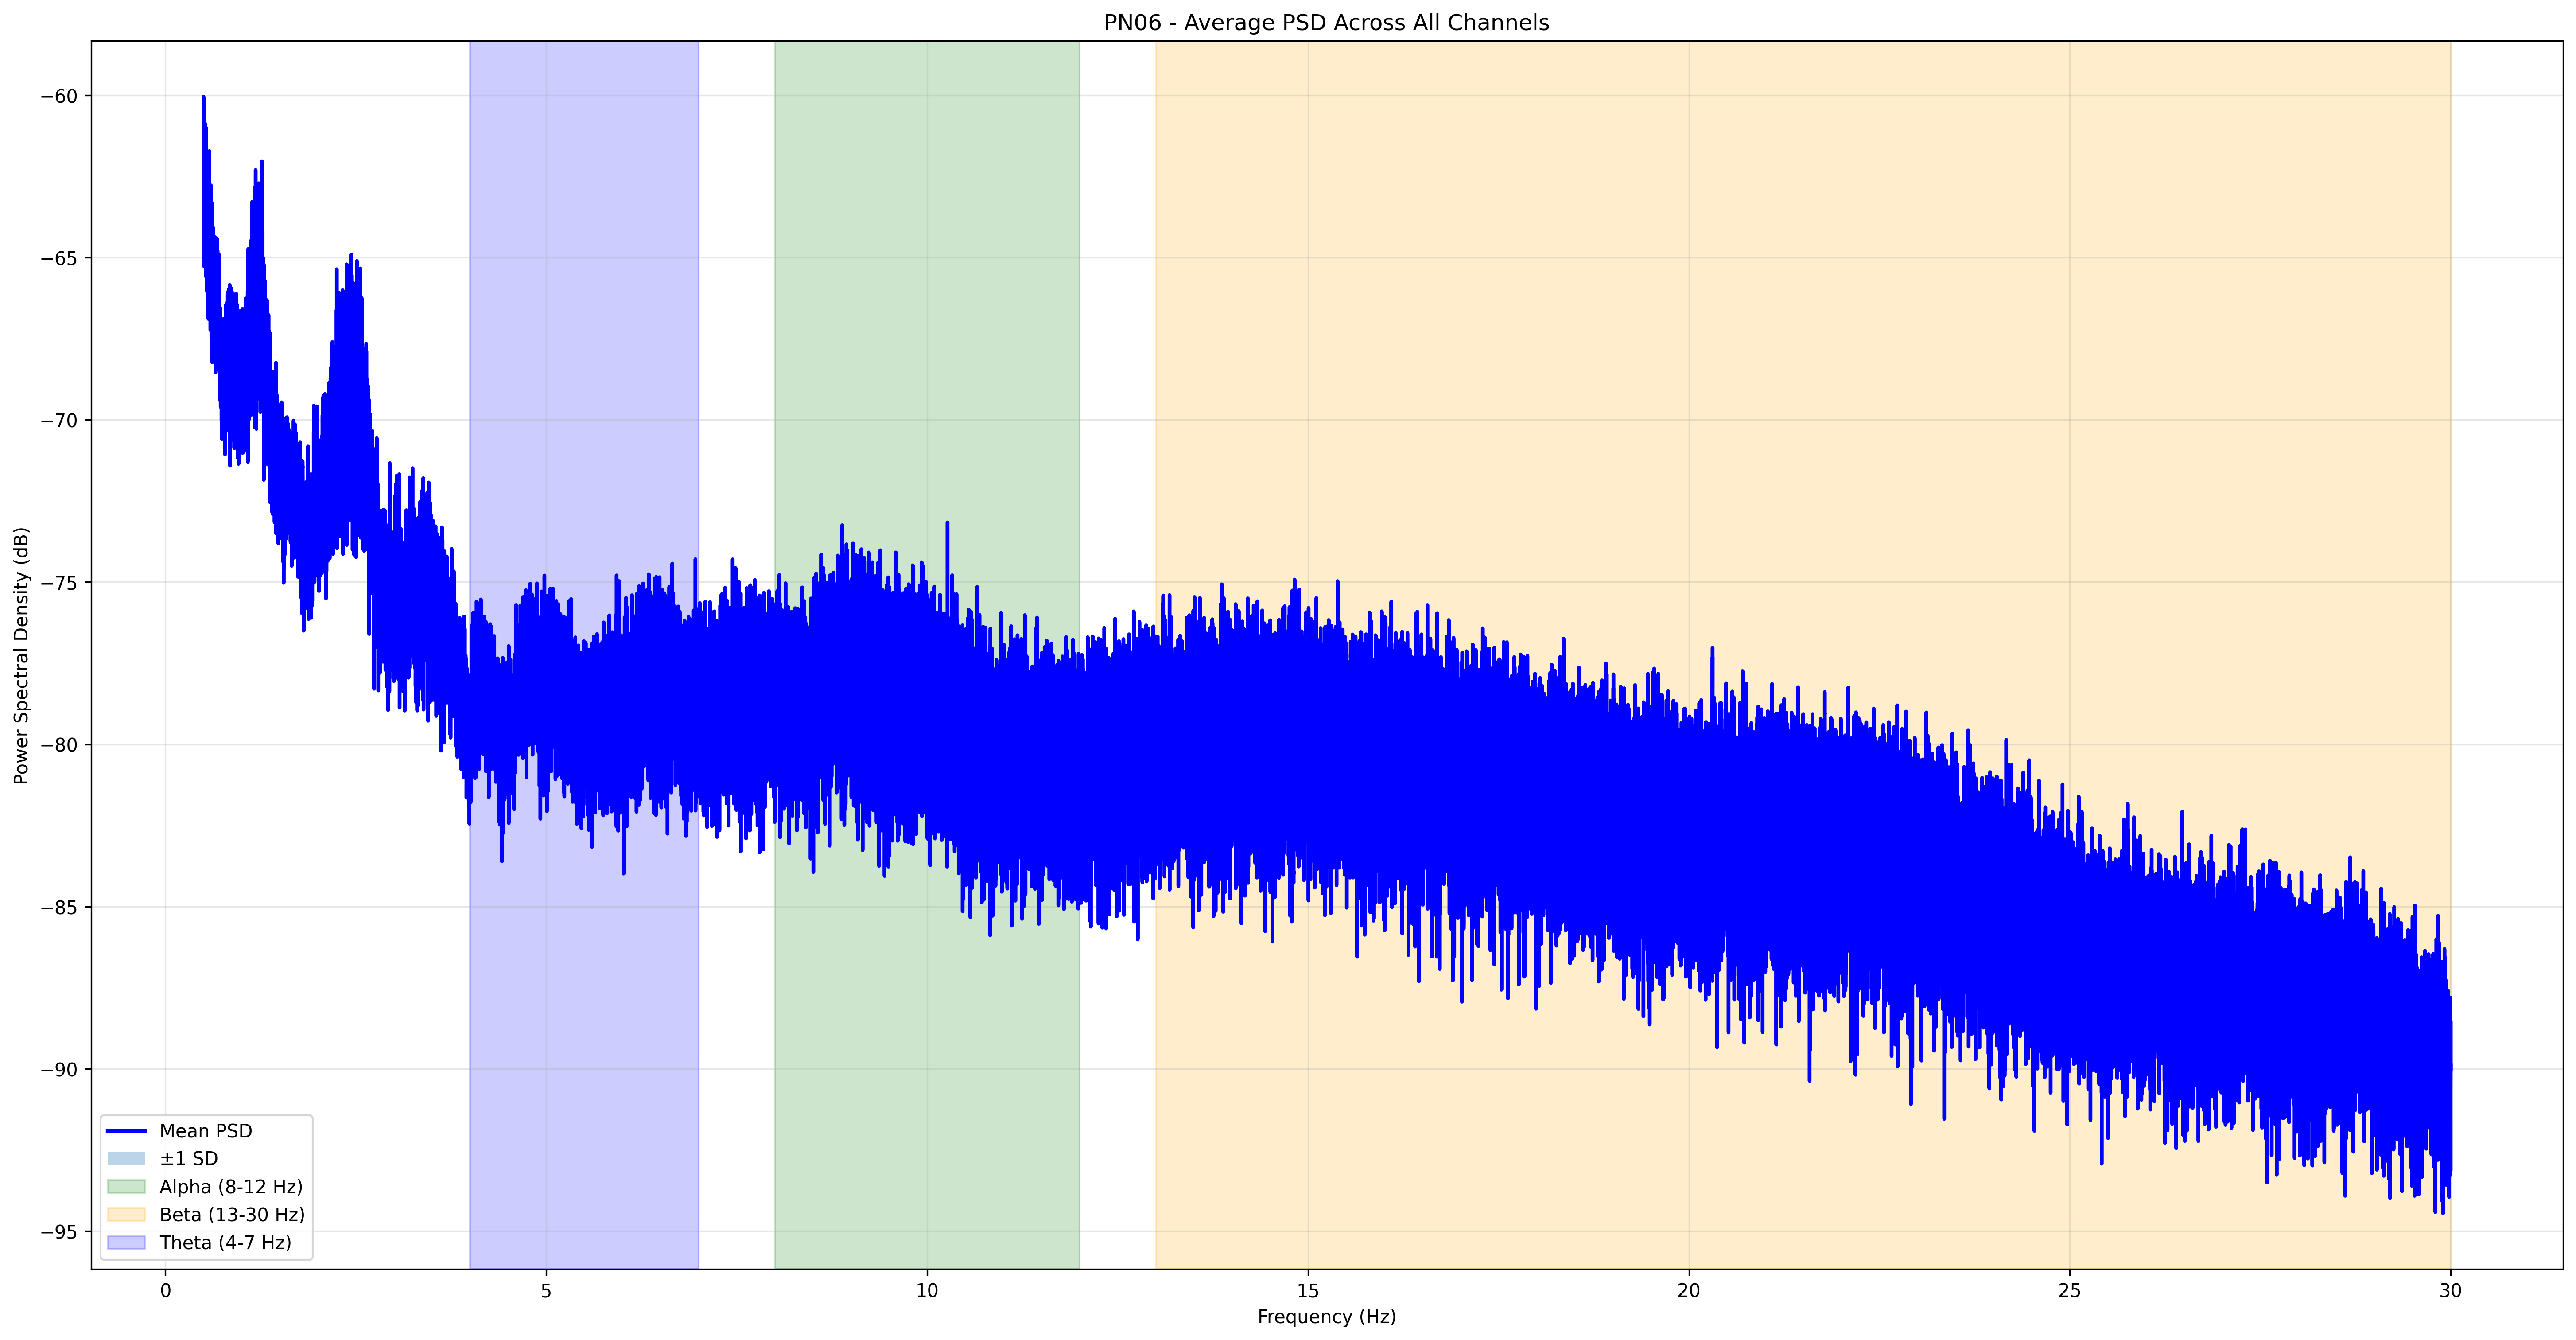 PN06 - Average PSD Across All Channels
Power Spectral Density (dB)
−60
−65
−70
−75
−80
−85
−90
−95
Mean PSD
±1 SD
Alpha (8-12 Hz)
Beta (13-30 Hz)
Theta (4-7 Hz)
0 5 10 15 20 25 30
Frequency (Hz)